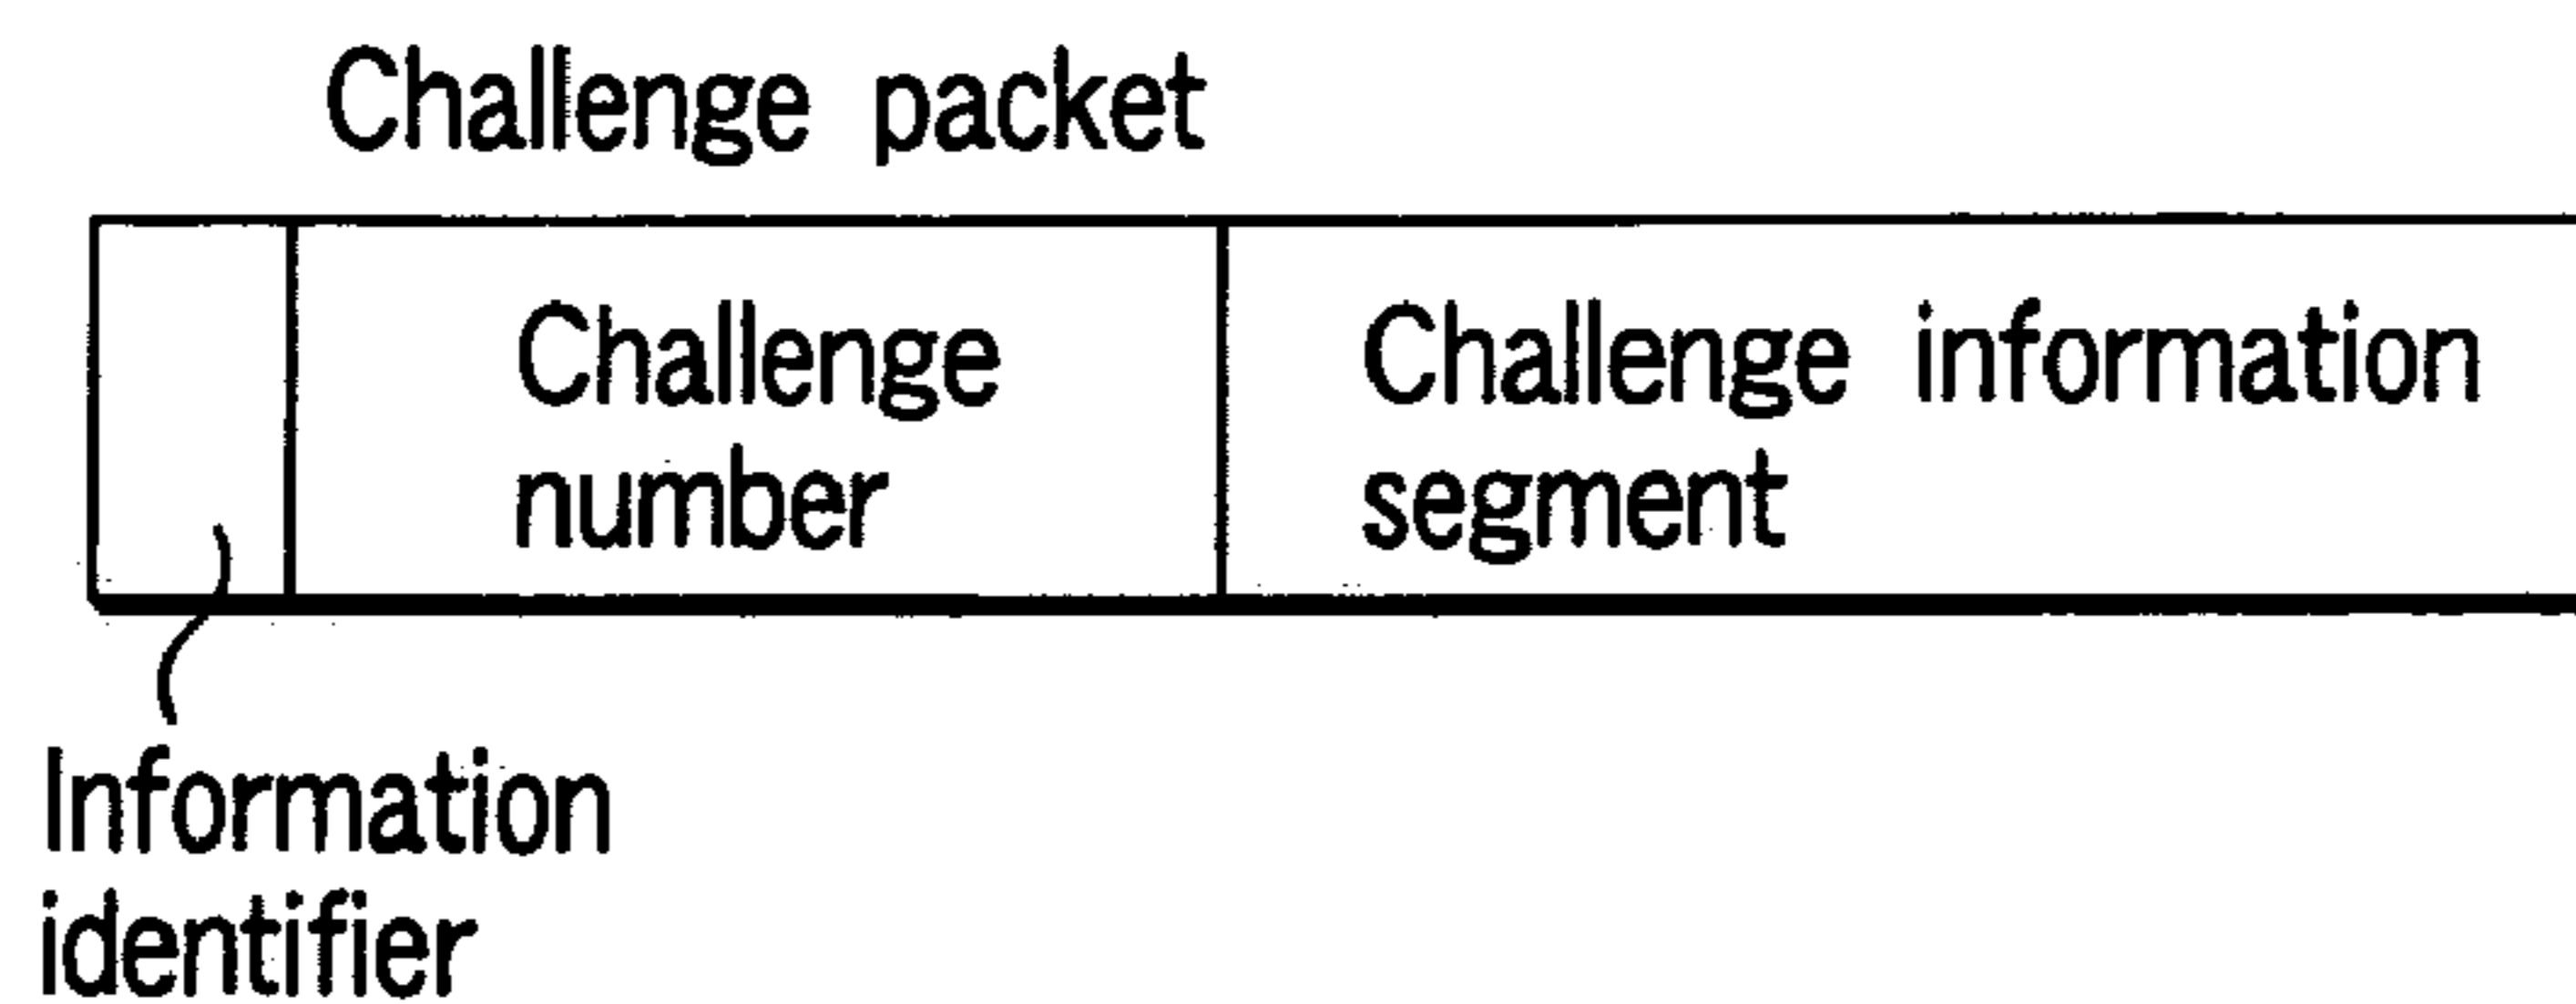 Challenge packet
Challenge
number
Challenge information
segment
Information
identifier